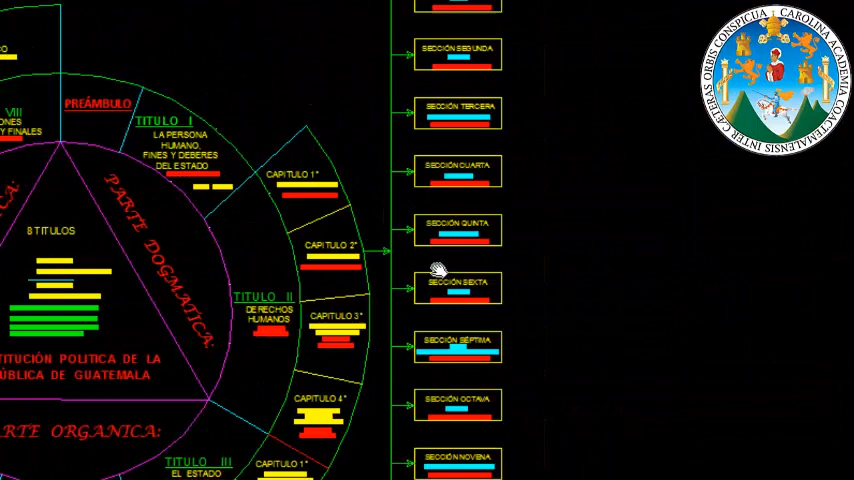 CO
VIII
ONES
Y FINALES
PREÁMBULO
TITULO I
LA PERSONA
HUMANO,
FINES Y DEBERES
DEL ESTADO
CAPITULO 1°
CAPITULO 2°
TITULO II
DERECHOS
HUMANOS
CAPITULO 3°
CAPITULO 4°
TITULO III
EL ESTADO
CAPITULO 1°
CA:
PARTE DOGMATICA:
8 TITULOS
TITUCIÓN POLITICA DE LA
ÚBLICA DE GUATEMALA
ARTE ORGANICA:
SECCIÓN SEGUNDA
SECCIÓN TERCERA
SECCIÓN CUARTA
SECCIÓN QUINTA
SECCIÓN SEXTA
SECCIÓN SÉPTIMA
SECCIÓN OCTAVA
SECCIÓN NOVENA
CAROLINA ACADEMIA COACTEMALENSIS INTER CÆTERAS ORBIS CONSPICUA